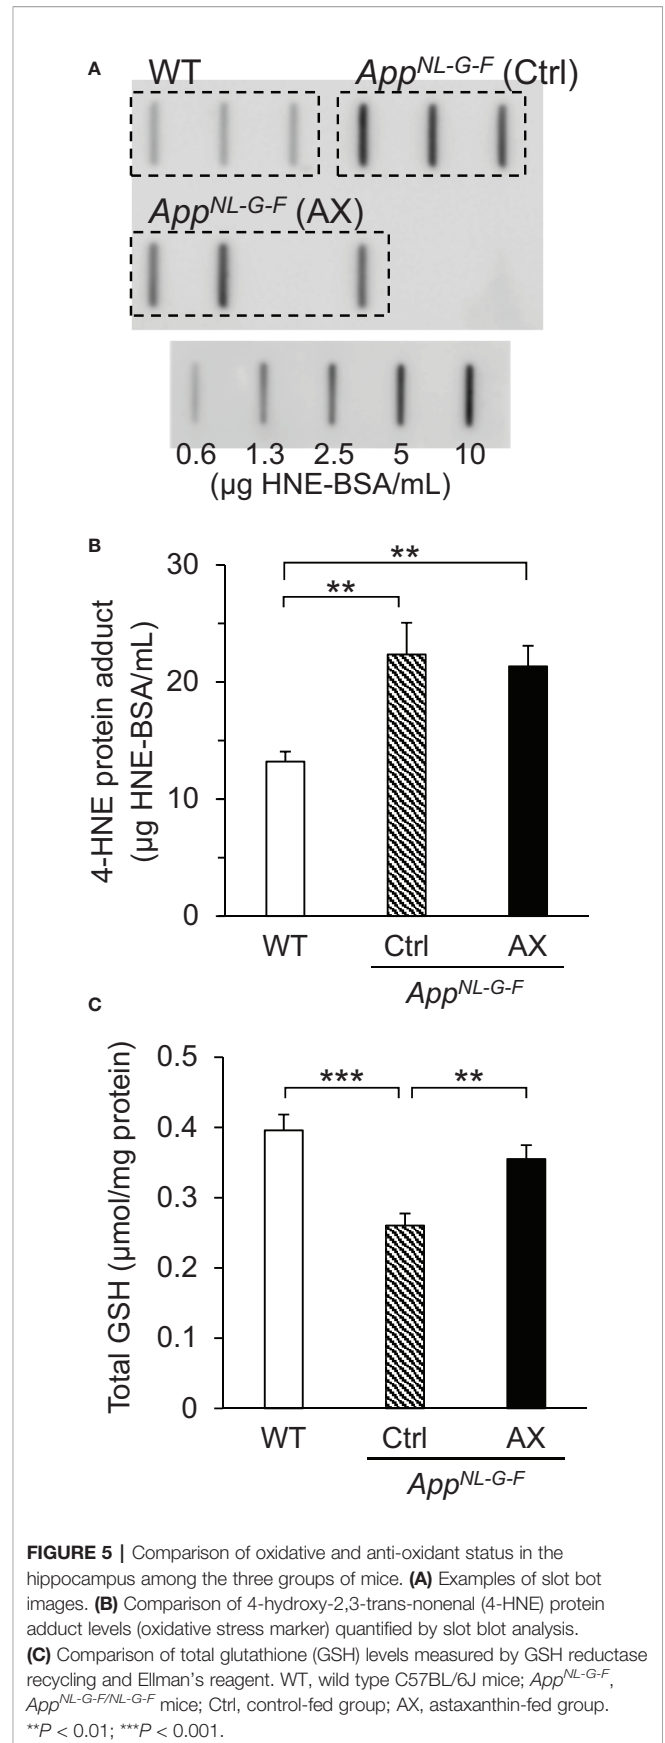 A
WT
App^NL-G-F (Ctrl)
App^NL-G-F (AX)
0.6 1.3 2.5 5 10
(µg HNE-BSA/mL)
B
4-HNE protein adduct
(µg HNE-BSA/mL)
30
20
10
0
**
**
WT Ctrl AX
App^NL-G-F
C
Total GSH (µmol/mg protein)
0.5
0.4
0.3
0.2
0.1
0
*** **
WT Ctrl AX
App^NL-G-F
FIGURE 5 | Comparison of oxidative and anti-oxidant status in the
hippocampus among the three groups of mice. (A) Examples of slot bot
images. (B) Comparison of 4-hydroxy-2,3-trans-nonenal (4-HNE) protein
adduct levels (oxidative stress marker) quantified by slot blot analysis.
(C) Comparison of total glutathione (GSH) levels measured by GSH reductase
recycling and Ellman's reagent. WT, wild type C57BL/6J mice; App^NL-G-F,
App^NL-G-F/NL-G-F mice; Ctrl, control-fed group; AX, astaxanthin-fed group.
**P < 0.01; ***P < 0.001.